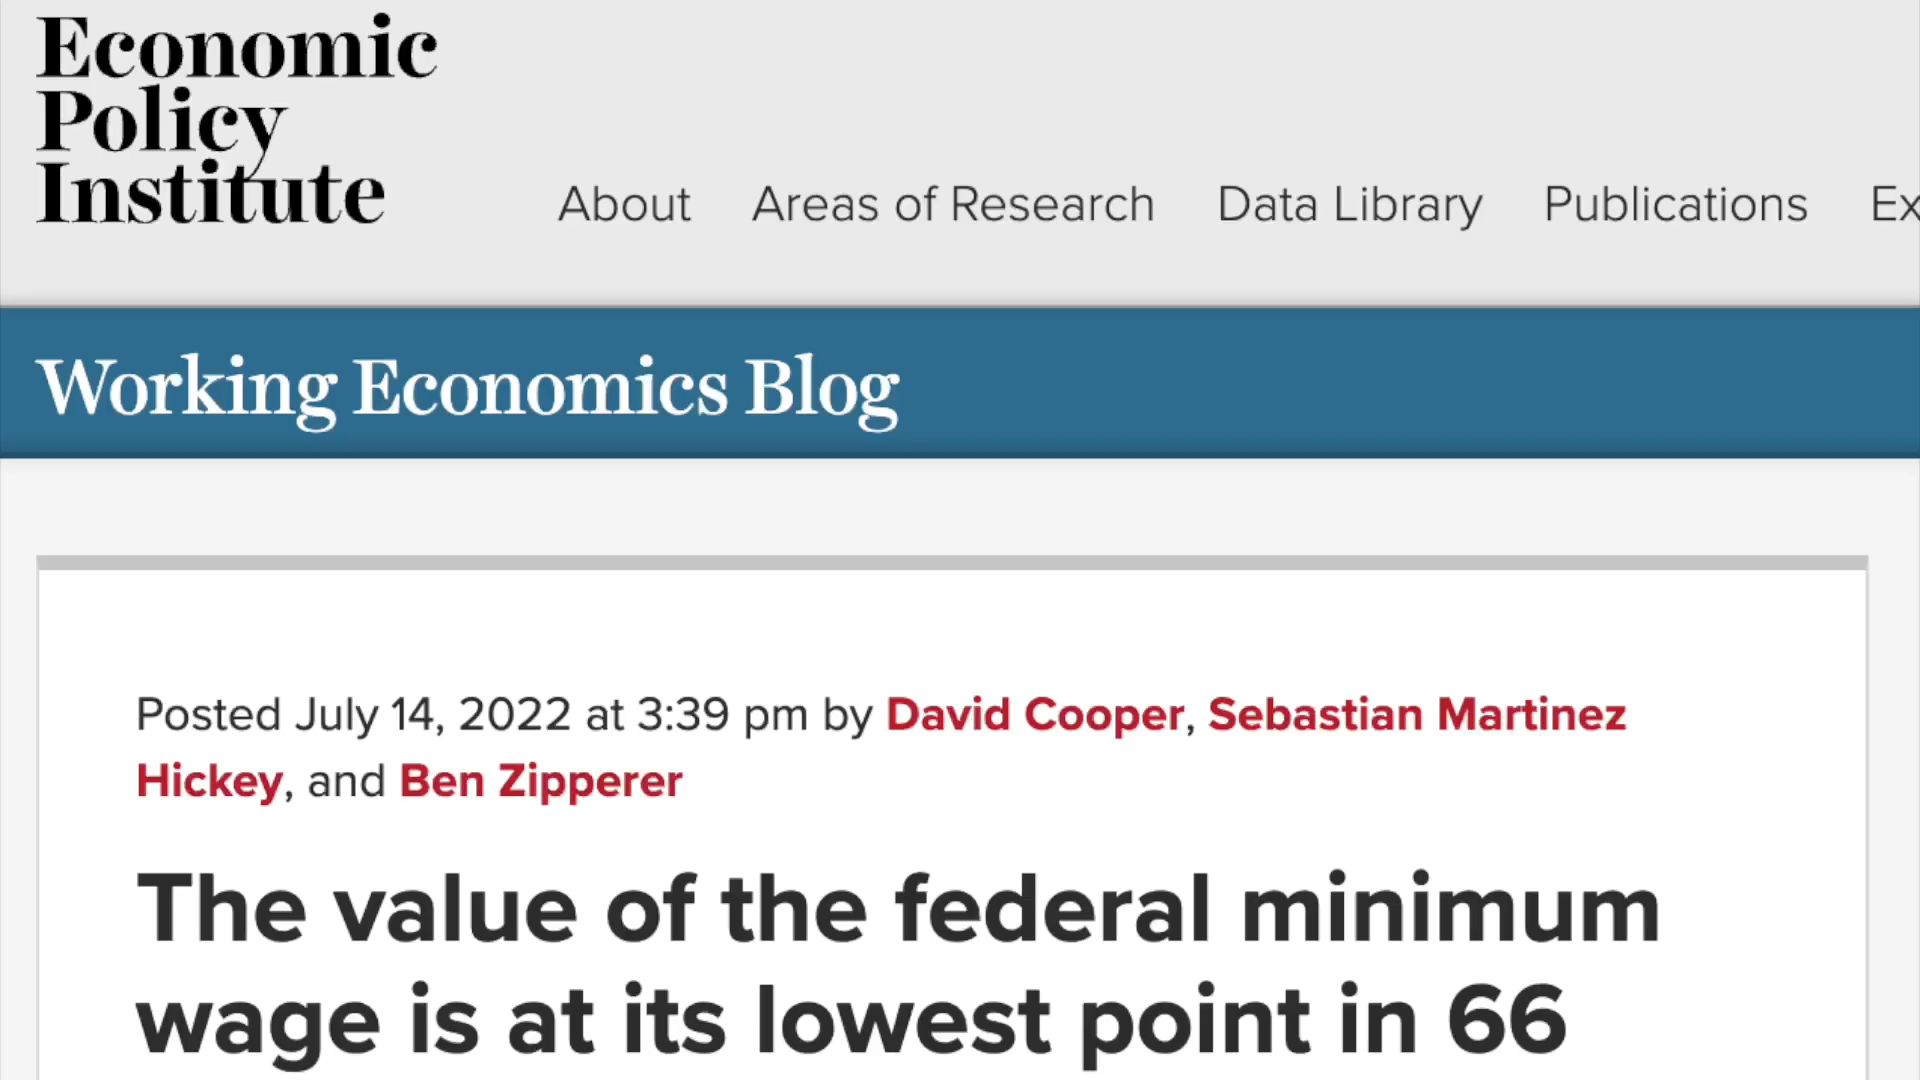 Economic
Policy
Institute
About Areas of Research Data Library Publications Ex
Working Economics Blog
Posted July 14, 2022 at 3:39 pm by David Cooper, Sebastian Martinez
Hickey, and Ben Zipperer
The value of the federal minimum
wage is at its lowest point in 66